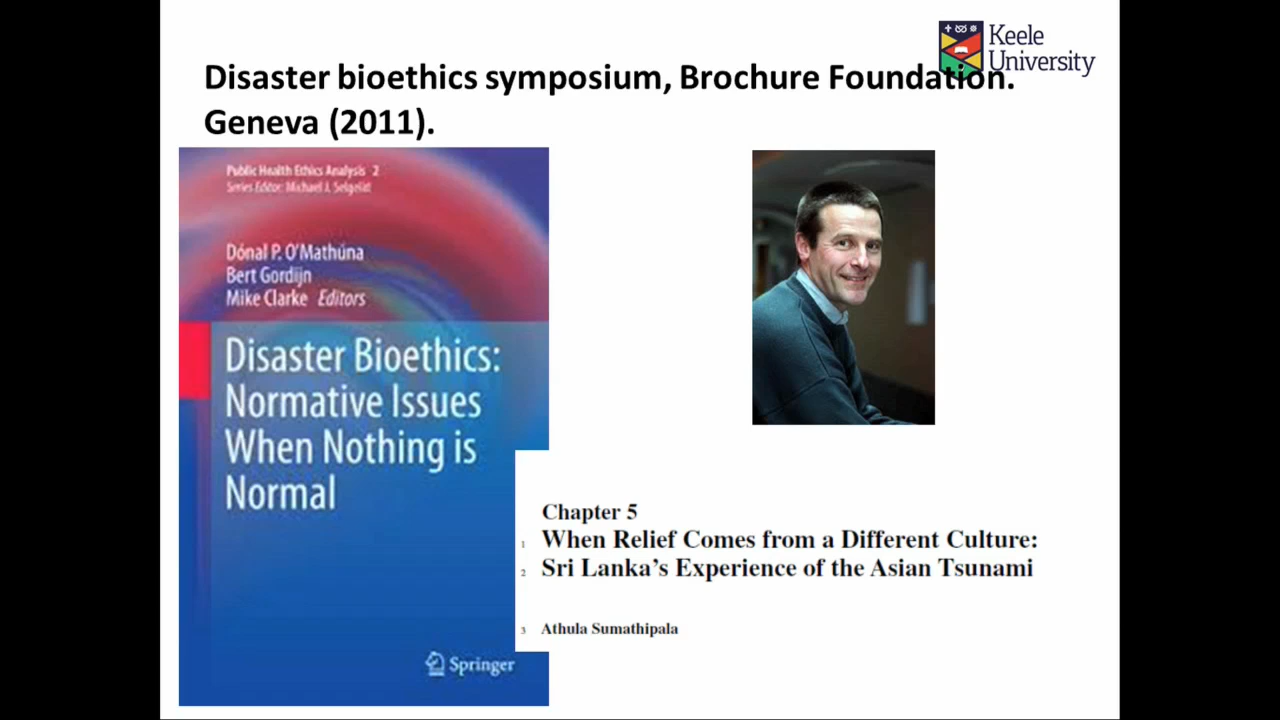 Keele
University
Disaster bioethics symposium, Brochure Foundation.
Geneva (2011).
Public Health Ethics Analysis 2
Series Editor: Michael J. Selgelid
Dónal P. O'Mathúna
Bert Gordijn
Mike Clarke Editors
Disaster Bioethics:
Normative Issues
When Nothing is
Normal
Springer
Chapter 5
1 When Relief Comes from a Different Culture:
2 Sri Lanka's Experience of the Asian Tsunami
3 Athula Sumathipala